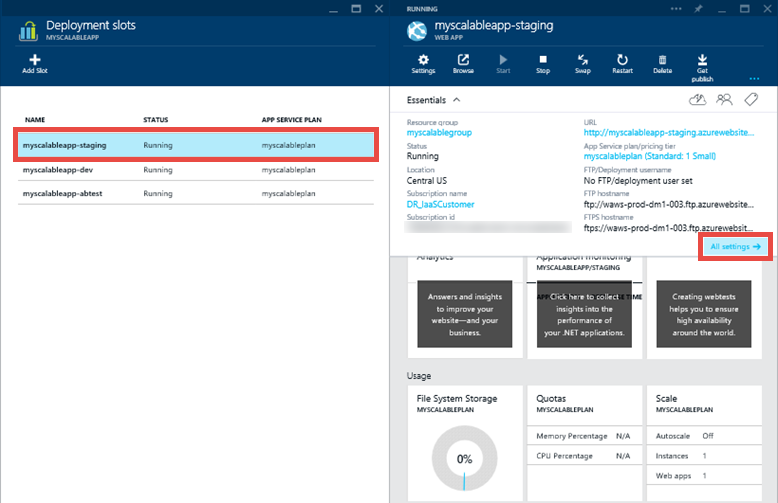 Deployment slots
MYSCALABLEAPP
Add Slot
NAME STATUS APP SERVICE PLAN
myscalableapp-staging Running myscalableplan
myscalableapp-dev Running myscalableplan
myscalableapp-abtest Running myscalableplan
RUNNING
myscalableapp-staging
WEB APP
Settings Browse Start Stop Swap Restart Delete Get publish
Essentials
Resource group
myscalablegroup
Status
Running
Location
Central US
Subscription name
DR_IaaSCustomer
Subscription id
URL
http://myscalableapp-staging.azurewebsite...
App Service plan/pricing tier
myscalableplan (Standard: 1 Small)
FTP/Deployment username
No FTP/deployment user set
FTP hostname
ftp://waws-prod-dm1-003.ftp.azurewebsite...
FTPS hostname
ftps://waws-prod-dm1-003.ftp.azurewebsit...
All settings
Analytics
Answers and insights
to improve your
website—and your
business.
Application monitoring
MYSCALABLEAPP/STAGING
Click here to collect
insights into the
performance of
your .NET applications.
TIME
Creating webtests
helps you to ensure
high availability
around the world.
Usage
File System Storage
MYSCALABLEPLAN
0%
Quotas
MYSCALABLEPLAN
Memory Percentage N/A
CPU Percentage N/A
Scale
MYSCALABLEPLAN
Autoscale Off
Instances 1
Web apps 1